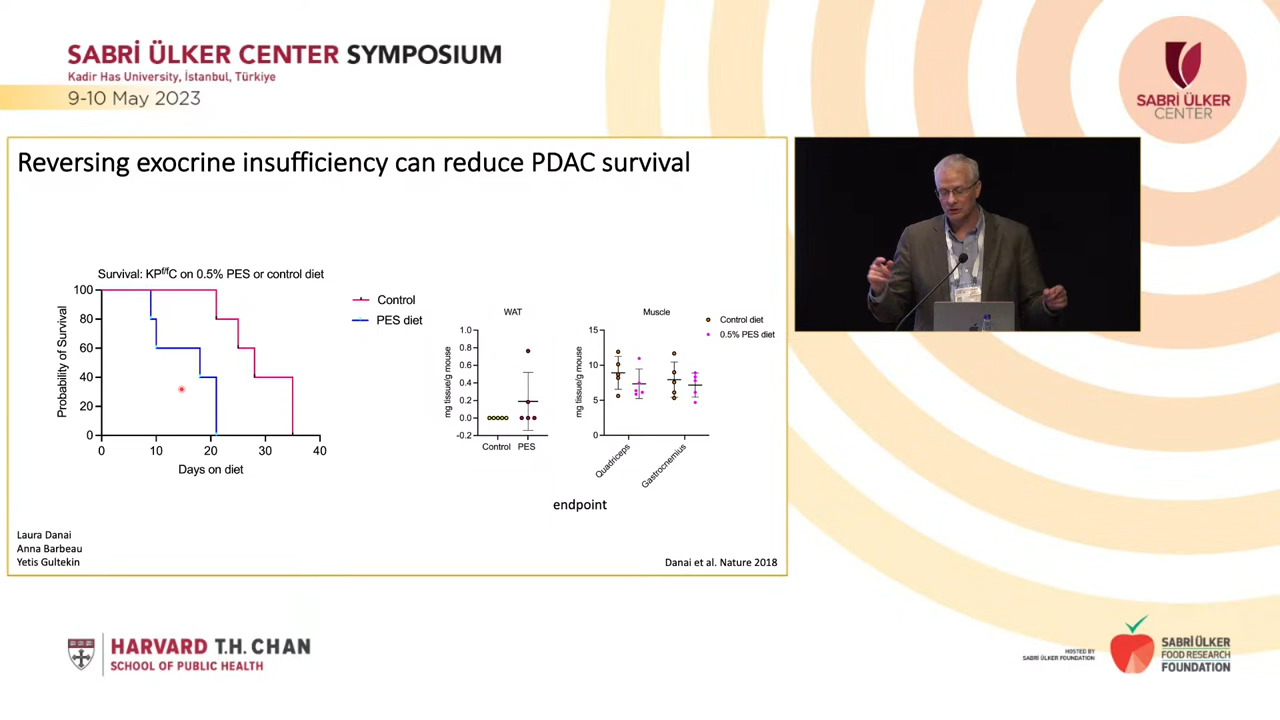 SABRİ ÜLKER CENTER SYMPOSIUM
Kadir Has University, İstanbul, Türkiye
9-10 May 2023
SABRİ ÜLKER
CENTER
Reversing exocrine insufficiency can reduce PDAC survival
Survival: KPf/fC on 0.5% PES or control diet
Probability of Survival
100
80
60
40
20
0
0 10 20 30 40
Days on diet
Control
PES diet
WAT
mg tissue/g mouse
1.0
0.8
0.6
0.4
0.2
0.0
-0.2
Control PES
Muscle
mg tissue/g mouse
15
10
5
0
Quadriceps
Gastrocnemius
Control diet
0.5% PES diet
endpoint
Laura Danai
Anna Barbeau
Yetis Gultekin
Danai et al. Nature 2018
HARVARD T.H. CHAN
SCHOOL OF PUBLIC HEALTH
HOSTED BY
SABRİ ÜLKER FOUNDATION
SABRİ ÜLKER
FOOD RESEARCH
FOUNDATION